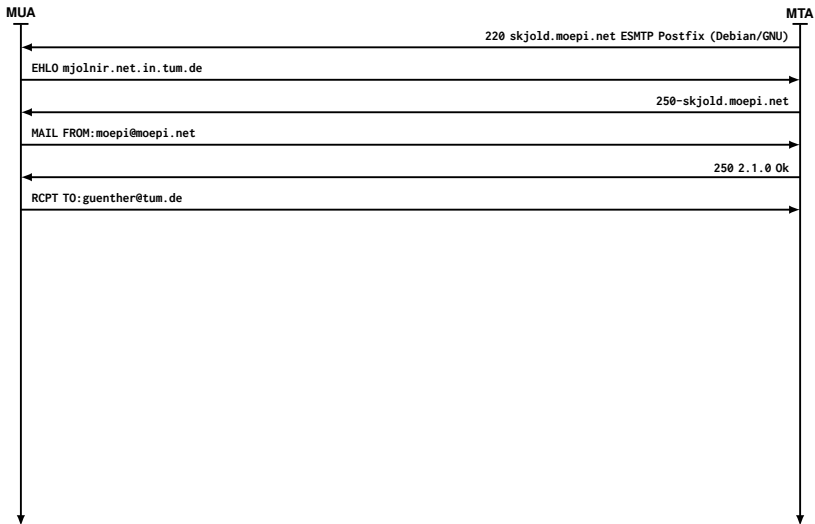 MUA
MTA
220 skjold.moepi.net ESMTP Postfix (Debian/GNU)
EHLO mjolnir.net.in.tum.de
250-skjold.moepi.net
MAIL FROM:moepi@moepi.net
250 2.1.0 Ok
RCPT TO:guenther@tum.de